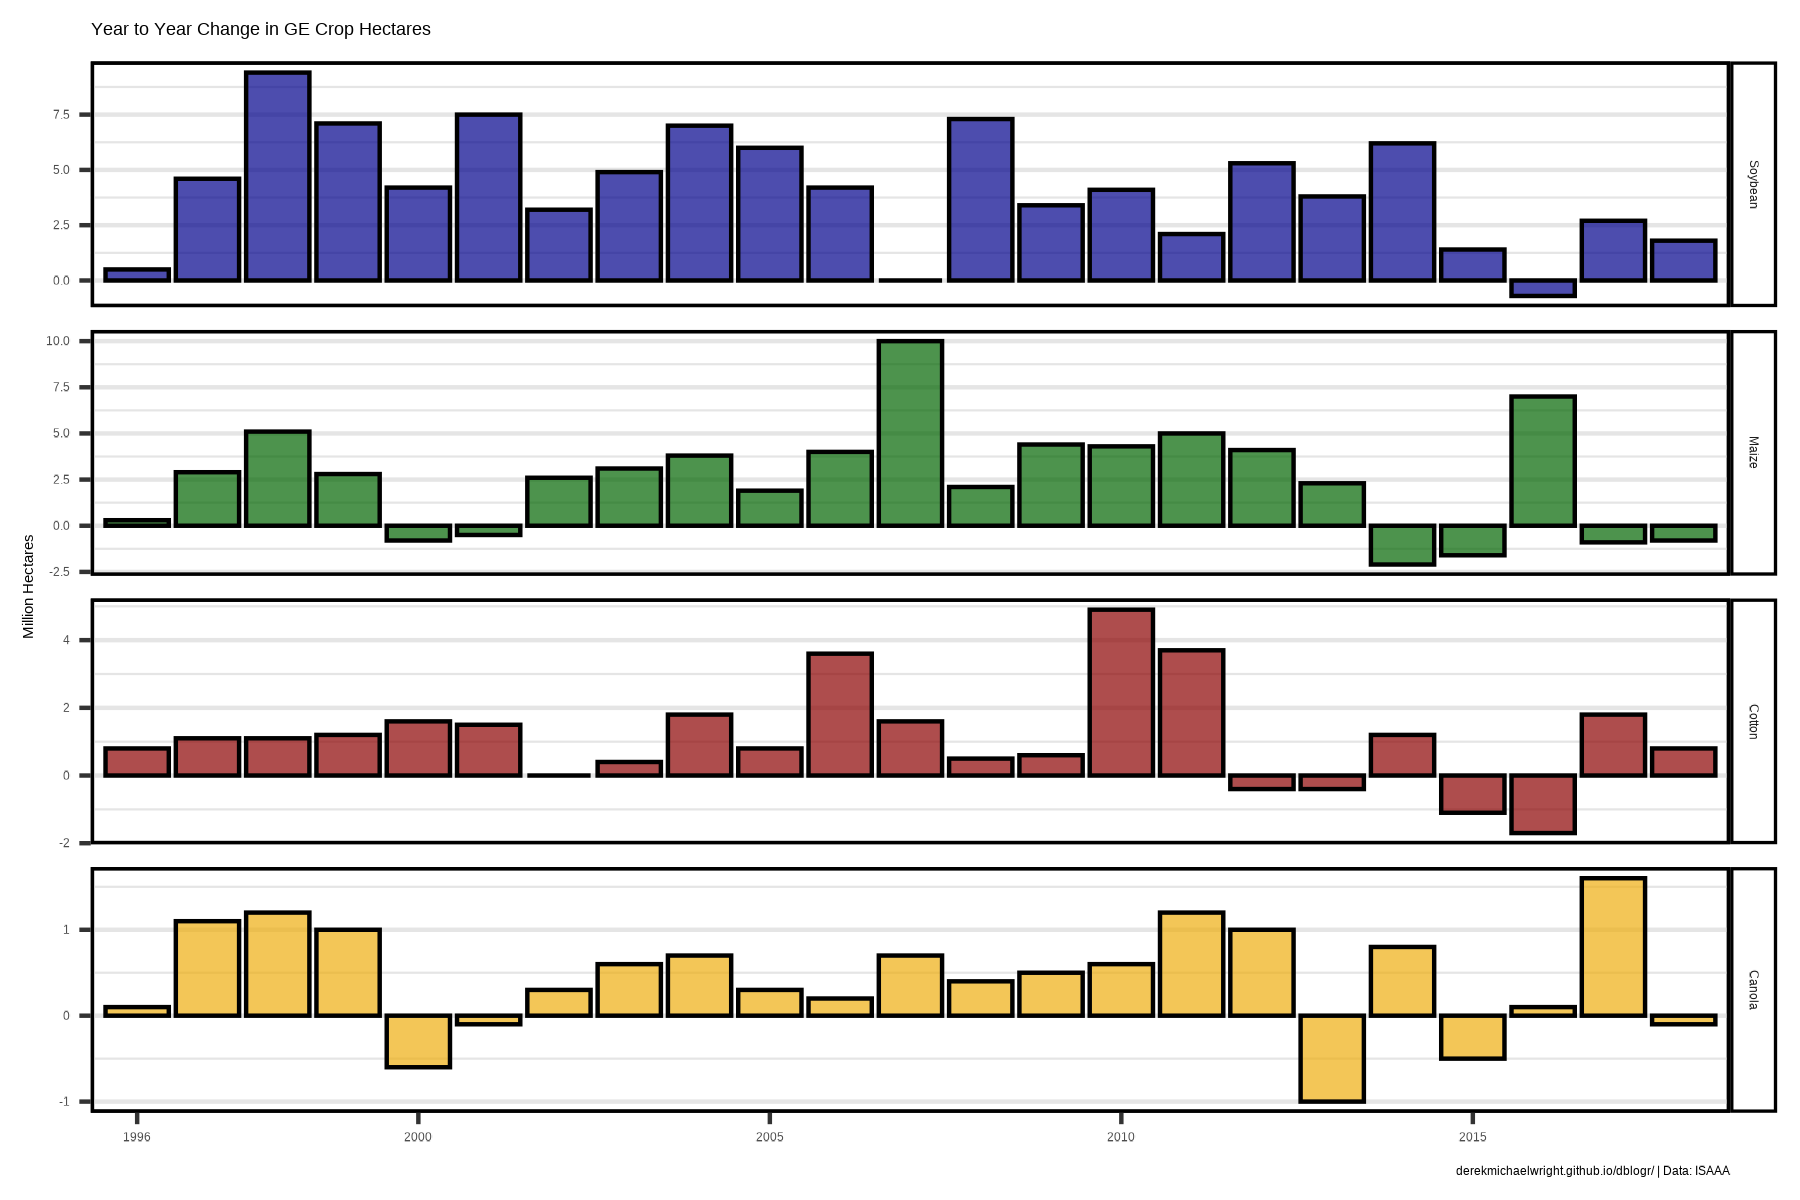 Year to Year Change in GE Crop Hectares
Million Hectares
7.5
5.0
2.5
0.0
Soybean
10.0
7.5
5.0
2.5
0.0
-2.5
Maize
4
2
0
-2
Cotton
1
0
-1
Canola
1996 2000 2005 2010 2015
derekmichaelwright.github.io/dblogr/ | Data: ISAAA